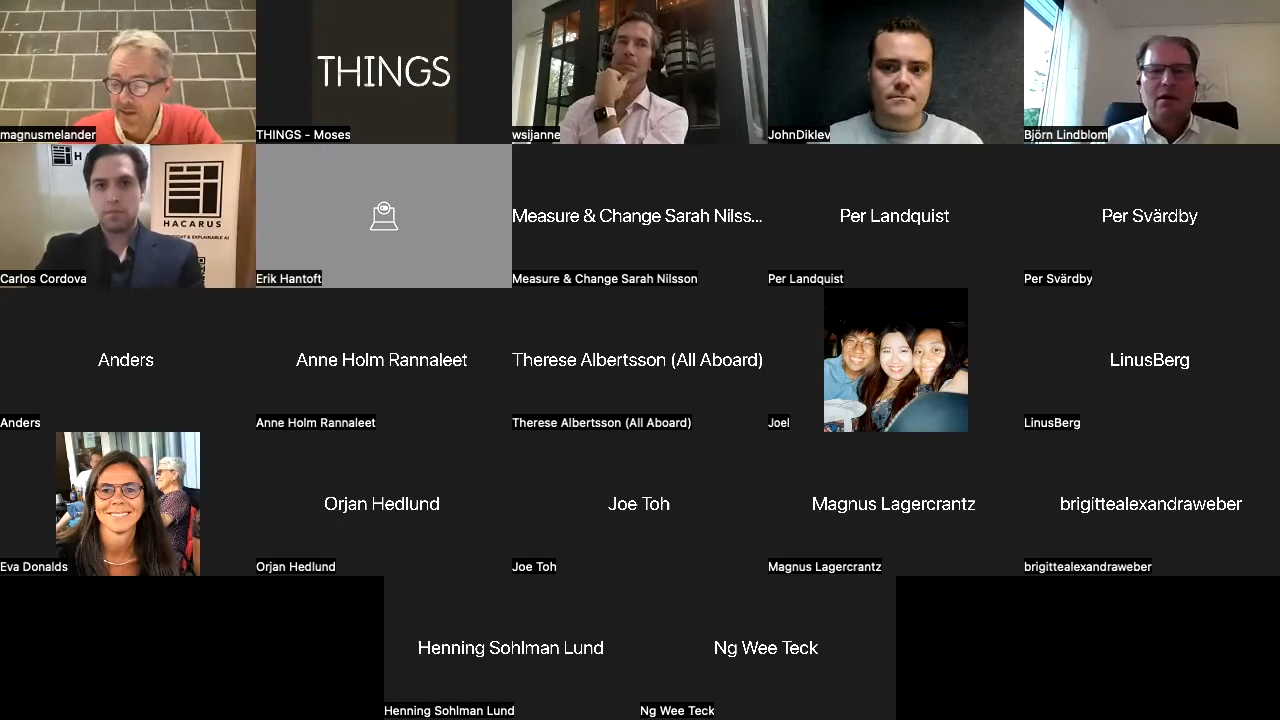 THINGS
magnusmelander
THINGS - Moses
wsijanne
JohnDiklev
Björn Lindblom
H
HACARUS
Measure & Change Sarah Nilss...
Per Landquist
Per Svärdby
& EXPLAINABLE AI
Carlos Cordova
Erik Hantoft
Measure & Change Sarah Nilsson
Per Landquist
Per Svärdby
Anders
Anne Holm Rannaleet
Therese Albertsson (All Aboard)
LinusBerg
Anders
Anne Holm Rannaleet
Therese Albertsson (All Aboard)
Joel
LinusBerg
Orjan Hedlund
Joe Toh
Magnus Lagercrantz
brigittealexandraweber
Eva Donalds
Orjan Hedlund
Joe Toh
Magnus Lagercrantz
brigittealexandraweber
Henning Sohlman Lund
Ng Wee Teck
Henning Sohlman Lund
Ng Wee Teck